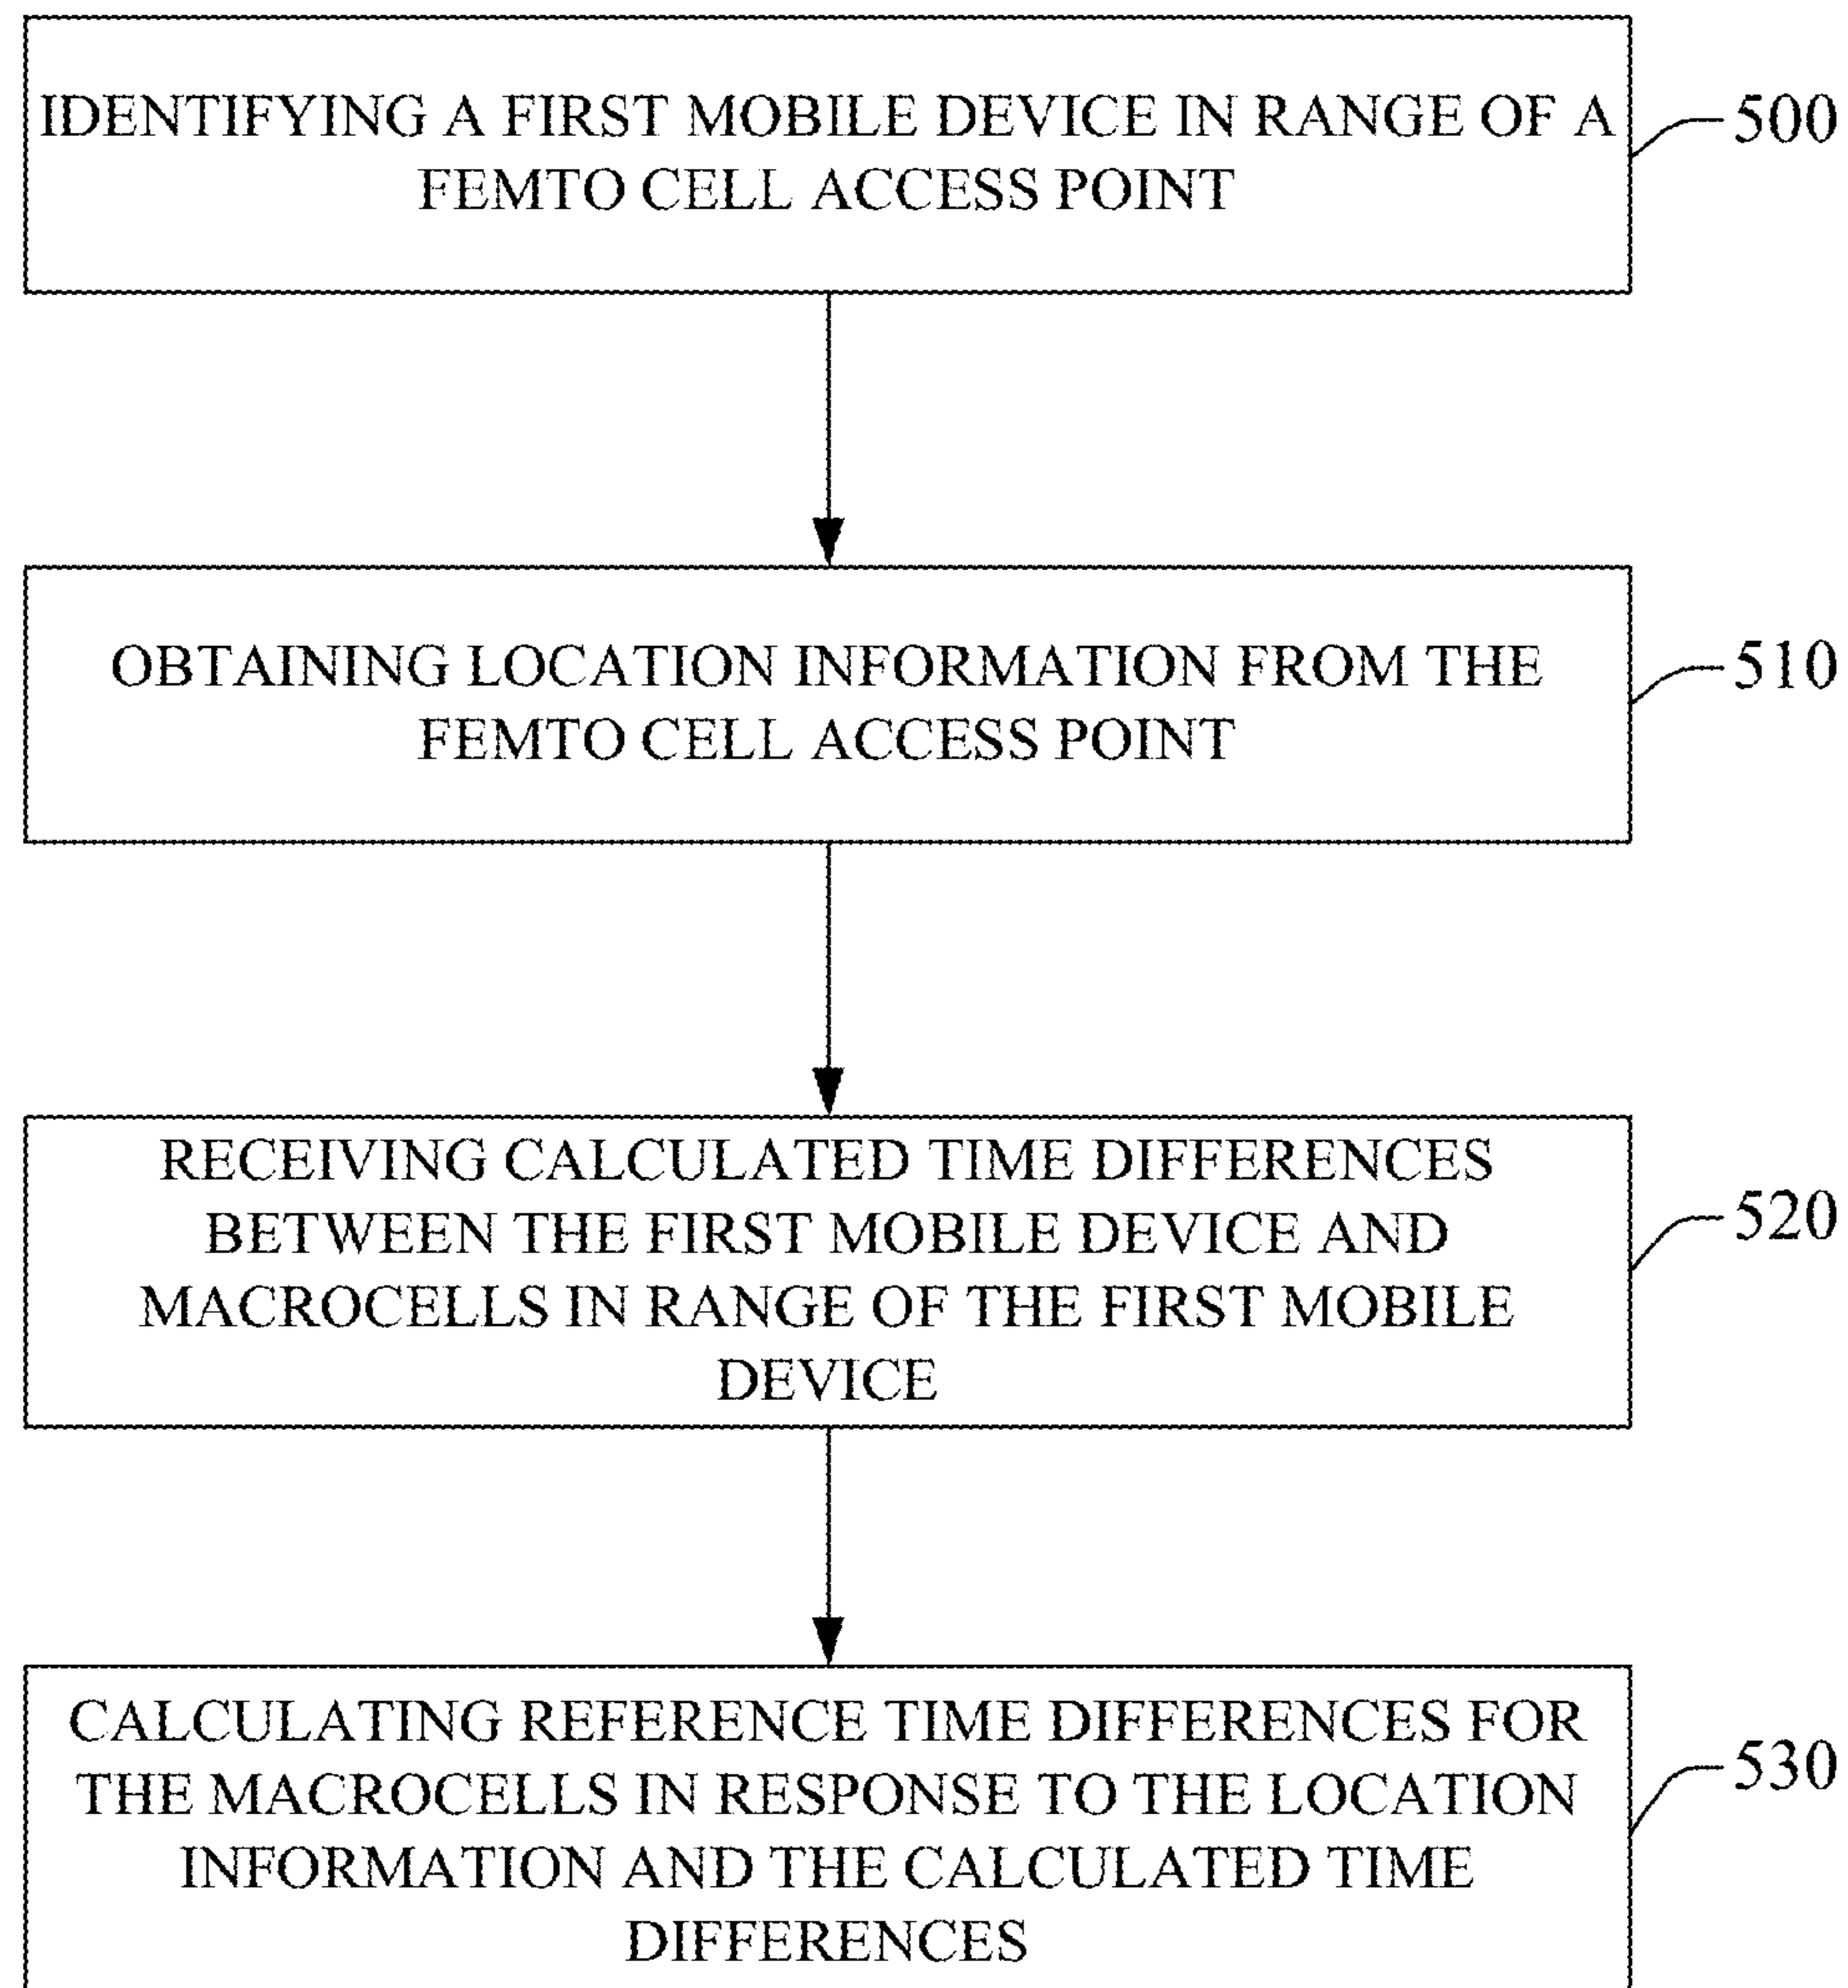 IDENTIFYING A FIRST MOBILE DEVICE IN RANGE OF A
FEMTO CELL ACCESS POINT
500
OBTAINING LOCATION INFORMATION FROM THE
FEMTO CELL ACCESS POINT
510
RECEIVING CALCULATED TIME DIFFERENCES
BETWEEN THE FIRST MOBILE DEVICE AND
MACROCELLS IN RANGE OF THE FIRST MOBILE
DEVICE
520
CALCULATING REFERENCE TIME DIFFERENCES FOR
THE MACROCELLS IN RESPONSE TO THE LOCATION
INFORMATION AND THE CALCULATED TIME
DIFFERENCES
530